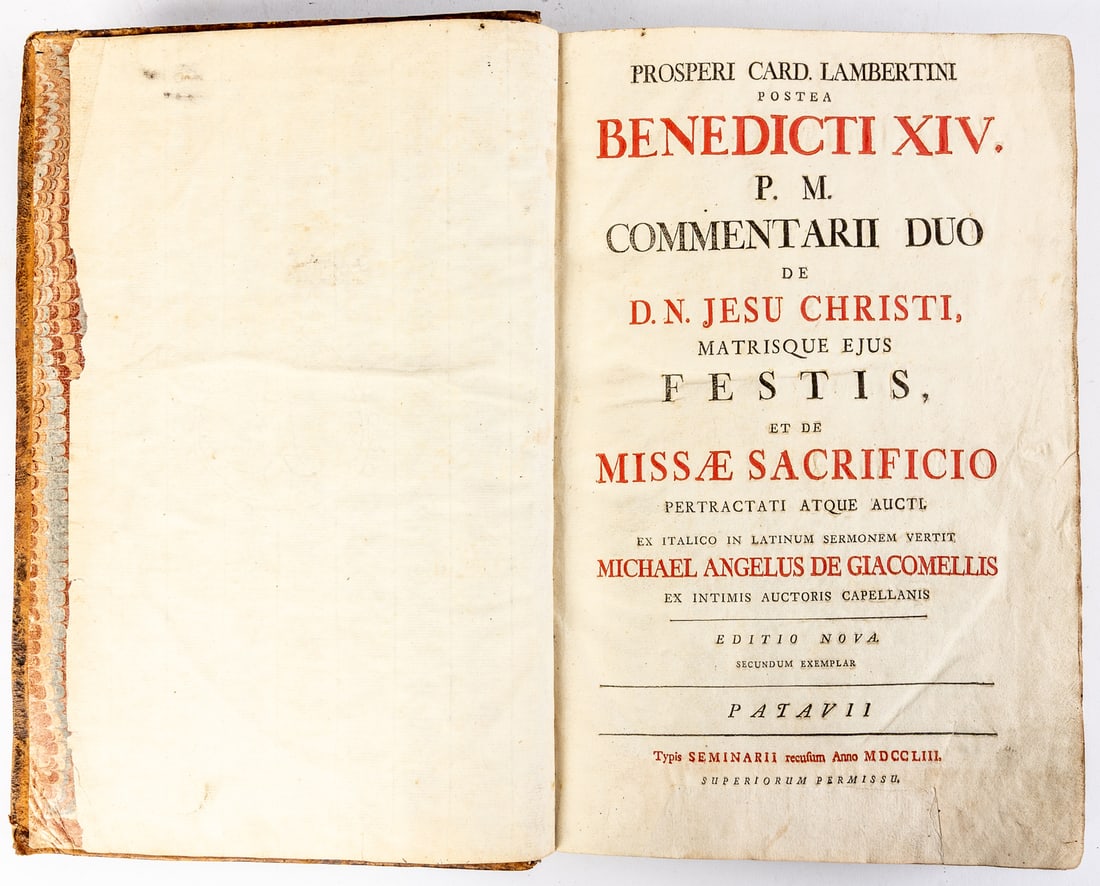 PROSPERI CARD. LAMBERTINI
POSTEA
BENEDICTI XIV.
P. M.
COMMENTARII DUO
DE
D. N. JESU CHRISTI,
MATRISQUE EJUS
FESTIS,
ET DE
MISSÆ SACRIFICIO
PERTRACTATI ATQUE AUCTI.
EX ITALICO IN LATINUM SERMONEM VERTIT
MICHAEL ANGELUS DE GIACOMELLIS
EX INTIMIS AUCTORIS CAPELLANIS
EDITIO NOVA
SECUNDUM EXEMPLAR
PATAVII
Typis SEMINARII recusum Anno MDCCLIII.
SUPERIORUM PERMISSU.